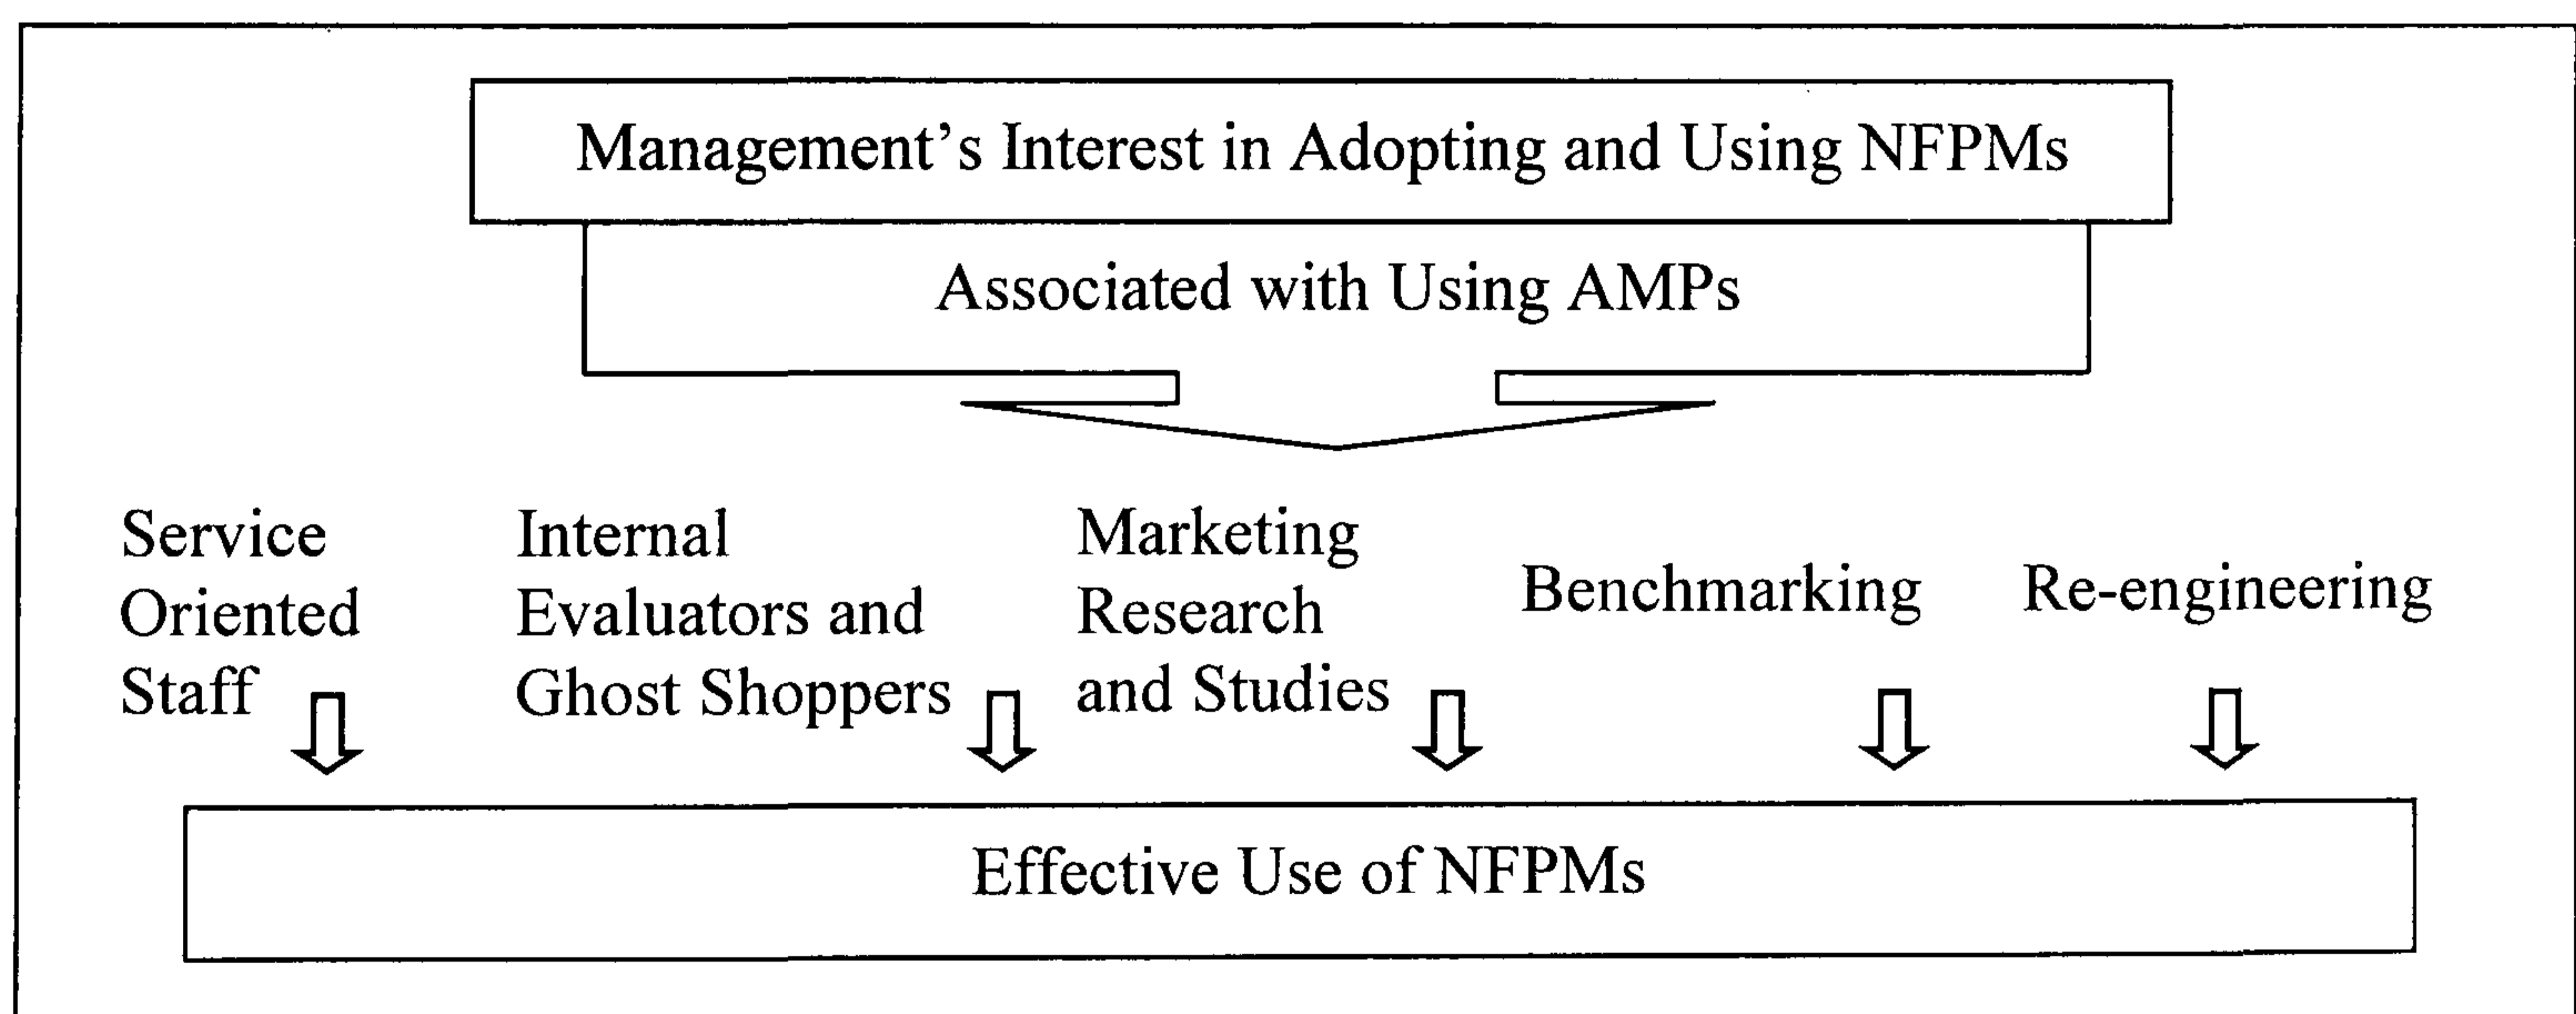 Management’s Interest in Adopting and Using NFPMs
Associated with Using AMPs
Service
Oriented
Staff
Internal
Evaluators and
Ghost Shoppers
Marketing
Research
and Studies
Benchmarking
Re-engineering
Effective Use of NFPMs